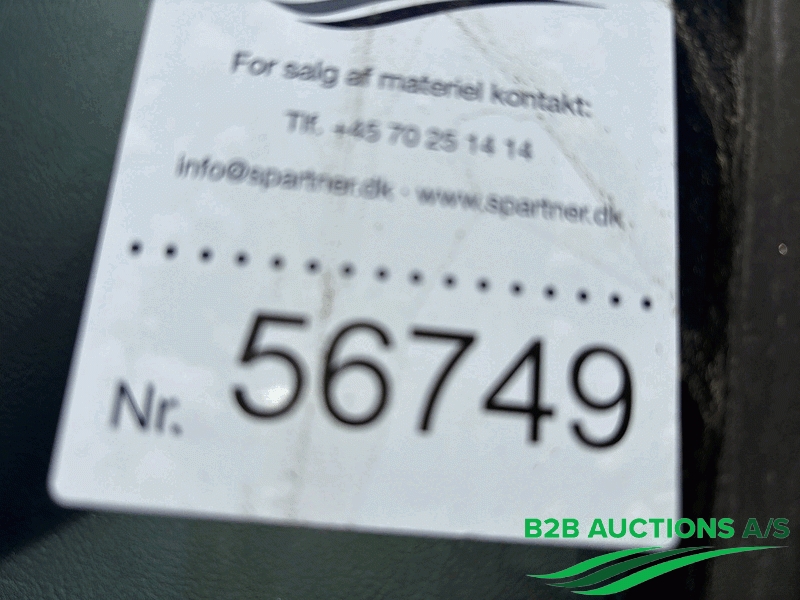 For salg af materiel kontakt:
Tlf. +45 70 25 14 14
info@spartner.dk · www.spartner.dk
Nr. 56749
B2B AUCTIONS A/S